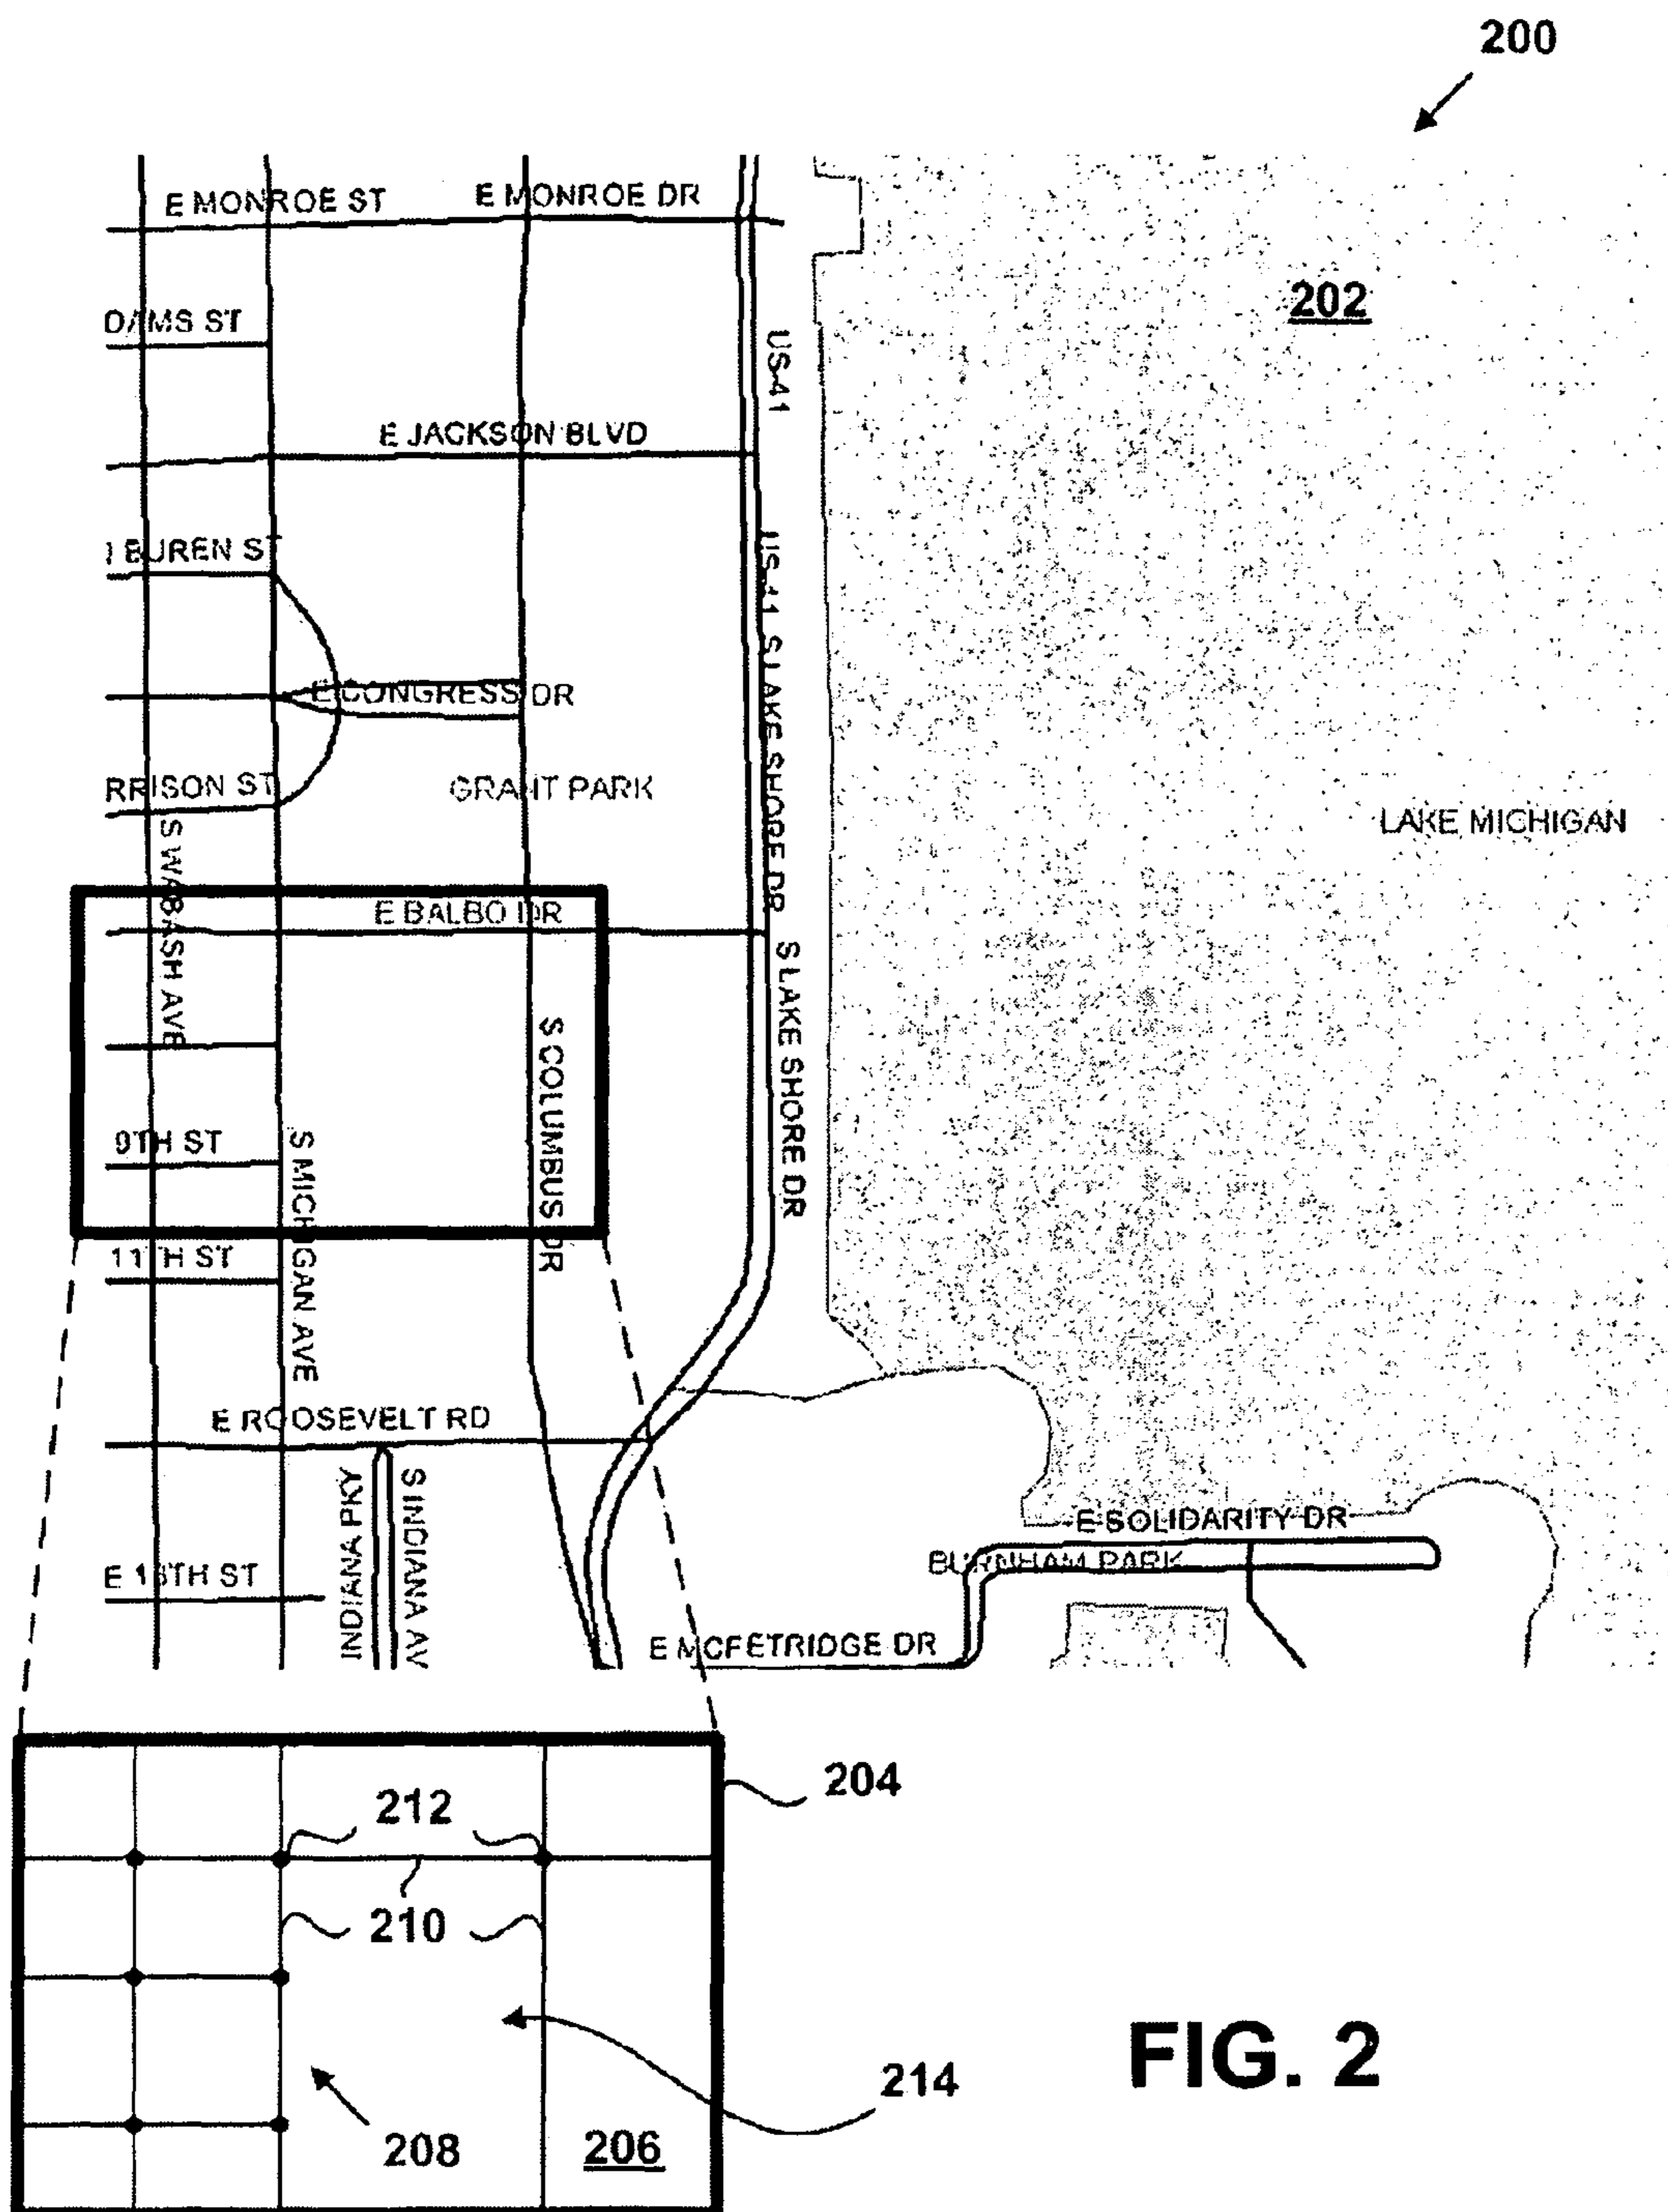 200
E MONROE ST
E MONROE DR
202
DAMS ST
US-41
E JACKSON BLVD
BUREN ST
US-41 S LAKE SHORE DR
E CONGRESS DR
RRISON ST
GRANT PARK
LAKE MICHIGAN
S WABASH AVE
E BALBO DR
S LAKE SHORE DR
S COLUMBUS DR
9TH ST
S MICHIGAN AVE
11TH ST
E ROOSEVELT RD
INDIANA PKY
S INDIANA AV
E SOLIDARITY DR
BURNHAM PARK
E 13TH ST
E MCFETRIDGE DR
204
212
210
214
208
206
FIG. 2